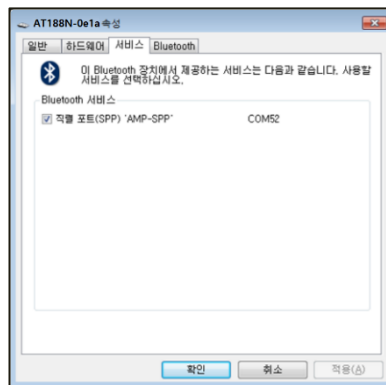 AT188N-0e1a 속성
일반 하드웨어 서비스 Bluetooth
이 Bluetooth 장치에서 제공하는 서비스는 다음과 같습니다. 사용할
서비스를 선택하십시오.
Bluetooth 서비스
직렬 포트(SPP) 'AMP-SPP' COM52
확인 취소 적용(A)